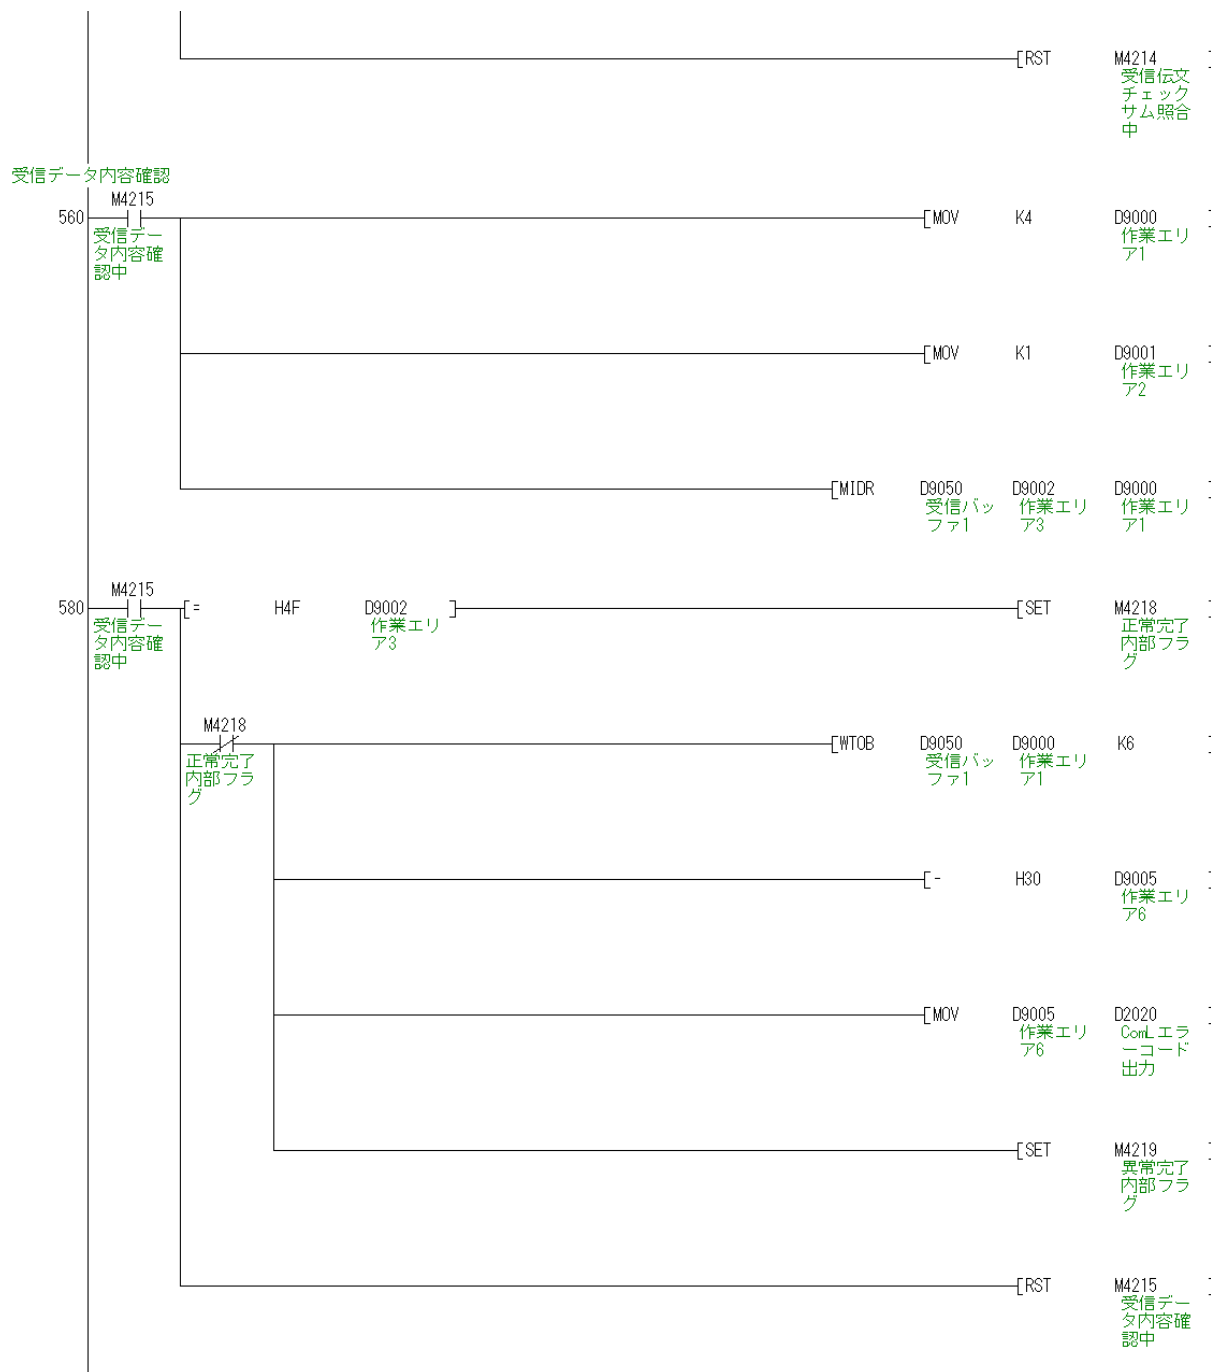 [RST M4214 ]
受信伝文
チェック
サム照合
中
受信データ内容確認
M4215
560 [MOV K4 D9000 ]
受信デー
タ内容確
認中
作業エリ
ア1
[MOV K1 D9001 ]
作業エリ
ア2
[MIDR D9050 D9002 D9000 ]
受信バッ
ファ1
作業エリ
ア3
作業エリ
ア1
M4215
580 [= H4F D9002 ] [SET M4218 ]
受信デー
タ内容確
認中
作業エリ
ア3
正常完了
内部フラ
グ
M4218
[WTOB D9050 D9000 K6 ]
正常完了
内部フラ
グ
受信バッ
ファ1
作業エリ
ア1
[- H30 D9005 ]
作業エリ
ア6
[MOV D9005 D2020 ]
作業エリ
ア6
ComLエラ
ーコード
出力
[SET M4219 ]
異常完了
内部フラ
グ
[RST M4215 ]
受信デー
タ内容確
認中